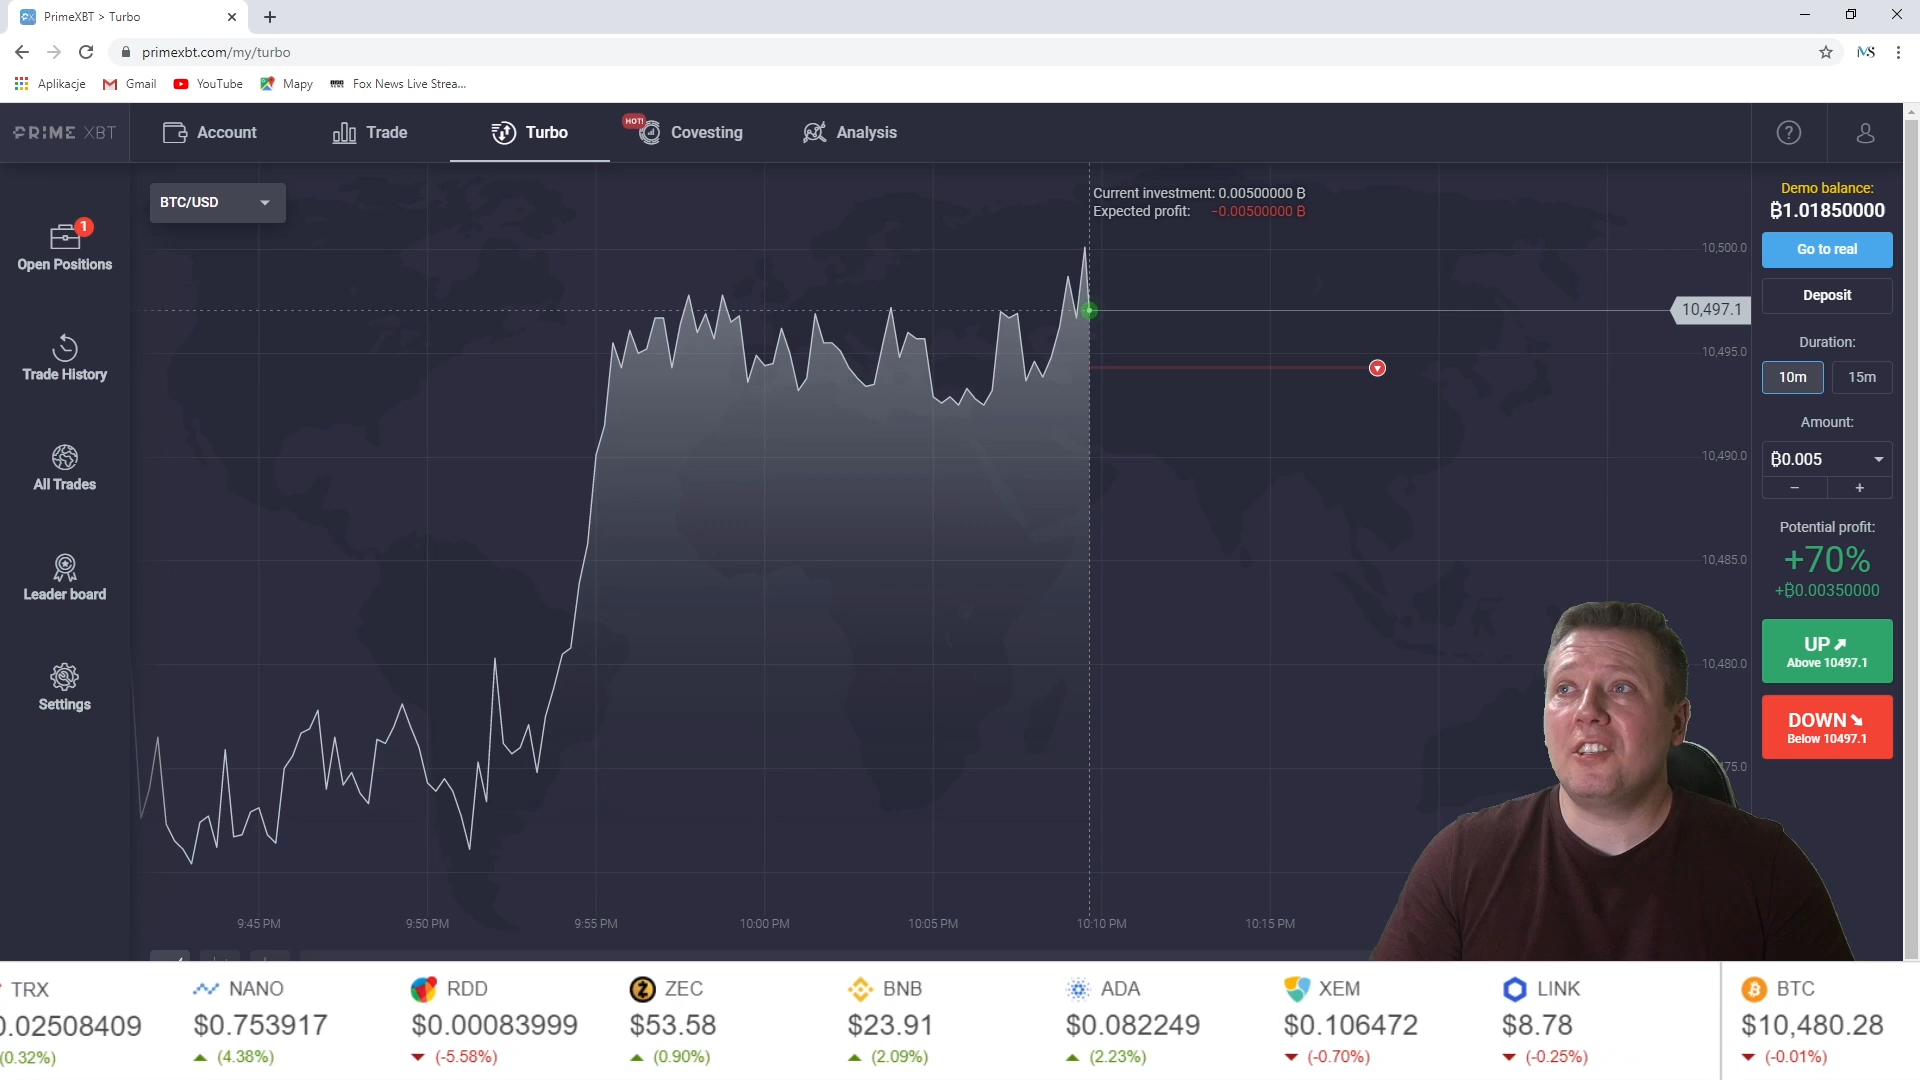 PrimeXBT > Turbo
primexbt.com/my/turbo
Aplikacje
Gmail
YouTube
Mapy
Fox News Live Strea...
PRIME XBT
Account
Trade
Turbo
HOT!
Covesting
Analysis
?
BTC/USD
1
Open Positions
Trade History
All Trades
Leader board
Settings
Current investment: 0.00500000 B
Expected profit: -0.00500000 B
10,500.0
10,497.1
10,495.0
10,490.0
10,485.0
10,480.0
75.0
9:45 PM
9:50 PM
9:55 PM
10:00 PM
10:05 PM
10:10 PM
10:15 PM
Demo balance:
₿1.01850000
Go to real
Deposit
Duration:
10m 15m
Amount:
₿0.005
− +
Potential profit:
+70%
+₿0.00350000
UP
Above 10497.1
DOWN
Below 10497.1
TRX
0.02508409
(0.32%)
NANO
$0.753917
(4.38%)
RDD
$0.00083999
(-5.58%)
ZEC
$53.58
(0.90%)
BNB
$23.91
(2.09%)
ADA
$0.082249
(2.23%)
XEM
$0.106472
(-0.70%)
LINK
$8.78
(-0.25%)
BTC
$10,480.28
(-0.01%)